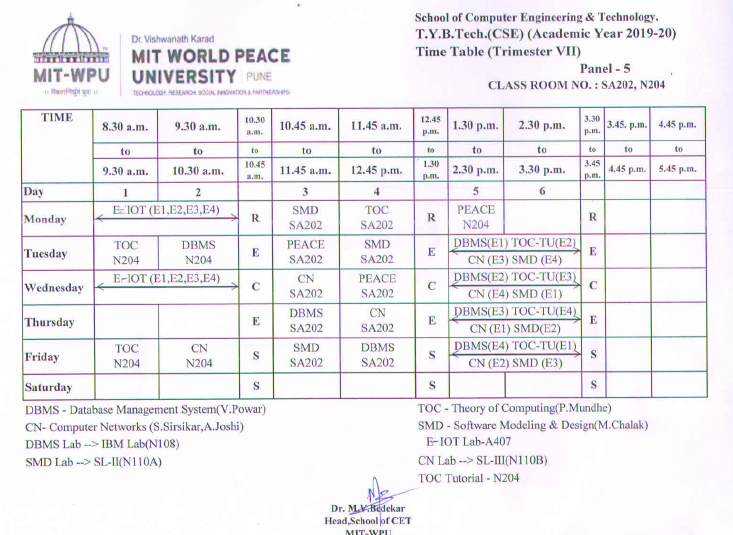 Dr. Vishwanath Karad
MIT WORLD PEACE
UNIVERSITY PUNE
TECHNOLOGY, RESEARCH, SOCIAL INNOVATION & PARTNERSHIPS
MIT-WPU
School of Computer Engineering & Technology.
T.Y.B.Tech.(CSE) (Academic Year 2019-20)
Time Table (Trimester VII)
Panel - 5
CLASS ROOM NO. : SA202, N204
TIME 8.30 a.m. 9.30 a.m. 10.30 a.m. 10.45 a.m. 11.45 a.m. 12.45 p.m. 1.30 p.m. 2.30 p.m. 3.30 p.m. 3.45. p.m. 4.45 p.m.
to to to to to to to to to to to
9.30 a.m. 10.30 a.m. 10.45 a.m. 11.45 a.m. 12.45 p.m. 1.30 p.m. 2.30 p.m. 3.30 p.m. 3.45 p.m. 4.45 p.m. 5.45 p.m.
Day 1 2 3 4 5 6
Monday E-IOT (E1,E2,E3,E4) R SMD SA202 TOC SA202 R PEACE N204 R
Tuesday TOC N204 DBMS N204 E PEACE SA202 SMD SA202 E DBMS(E1) TOC-TU(E2) CN (E3) SMD (E4) E
Wednesday E-IOT (E1,E2,E3,E4) C CN SA202 PEACE SA202 C DBMS(E2) TOC-TU(E3) CN (E4) SMD (E1) C
Thursday E DBMS SA202 CN SA202 E DBMS(E3) TOC-TU(E4) CN (E1) SMD(E2) E
Friday TOC N204 CN N204 S SMD SA202 DBMS SA202 S DBMS(E4) TOC-TU(E1) CN (E2) SMD (E3) S
Saturday S S S
DBMS - Database Management System(V.Powar)
CN- Computer Networks (S.Sirsikar,A.Joshi)
DBMS Lab --> IBM Lab(N108)
SMD Lab --> SL-II(N110A)
TOC - Theory of Computing(P.Mundhe)
SMD - Software Modeling & Design(M.Chalak)
E-IOT Lab-A407
CN Lab --> SL-III(N110B)
TOC Tutorial - N204
Dr. M.V.Bedekar
Head,School of CET
MIT-WPU